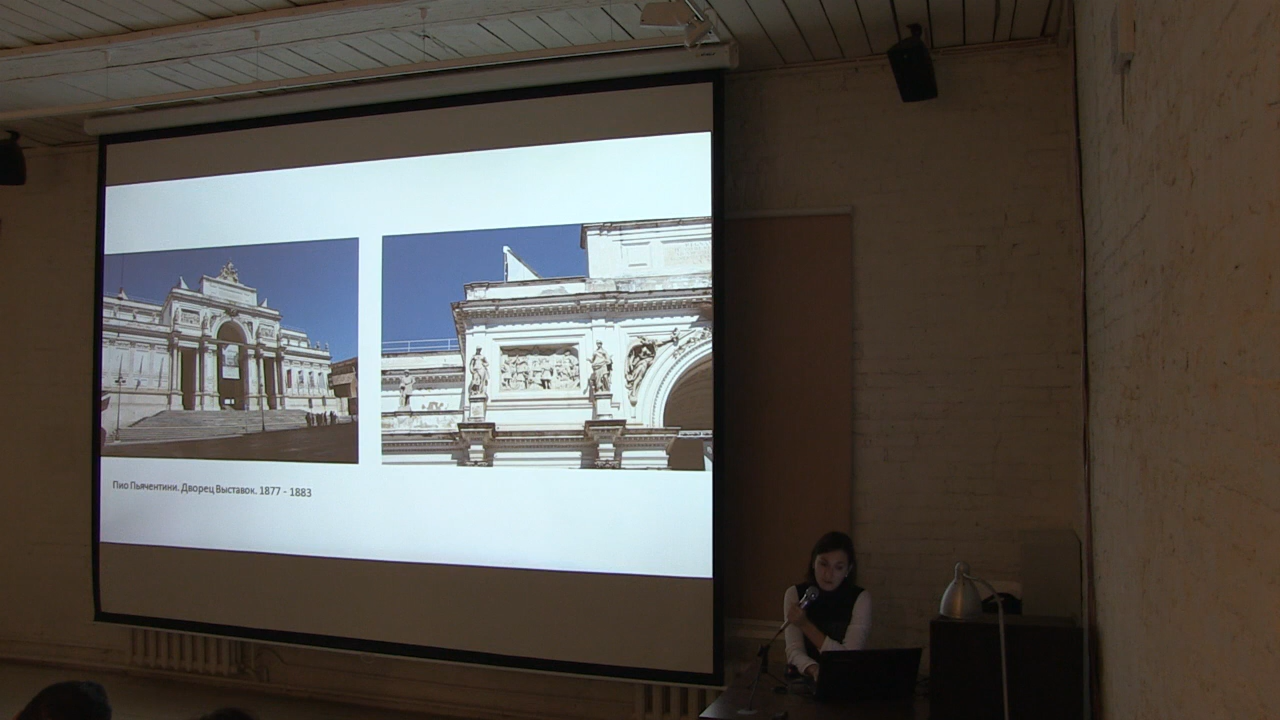 Пио Пьячентини. Дворец Выставок. 1877 - 1883